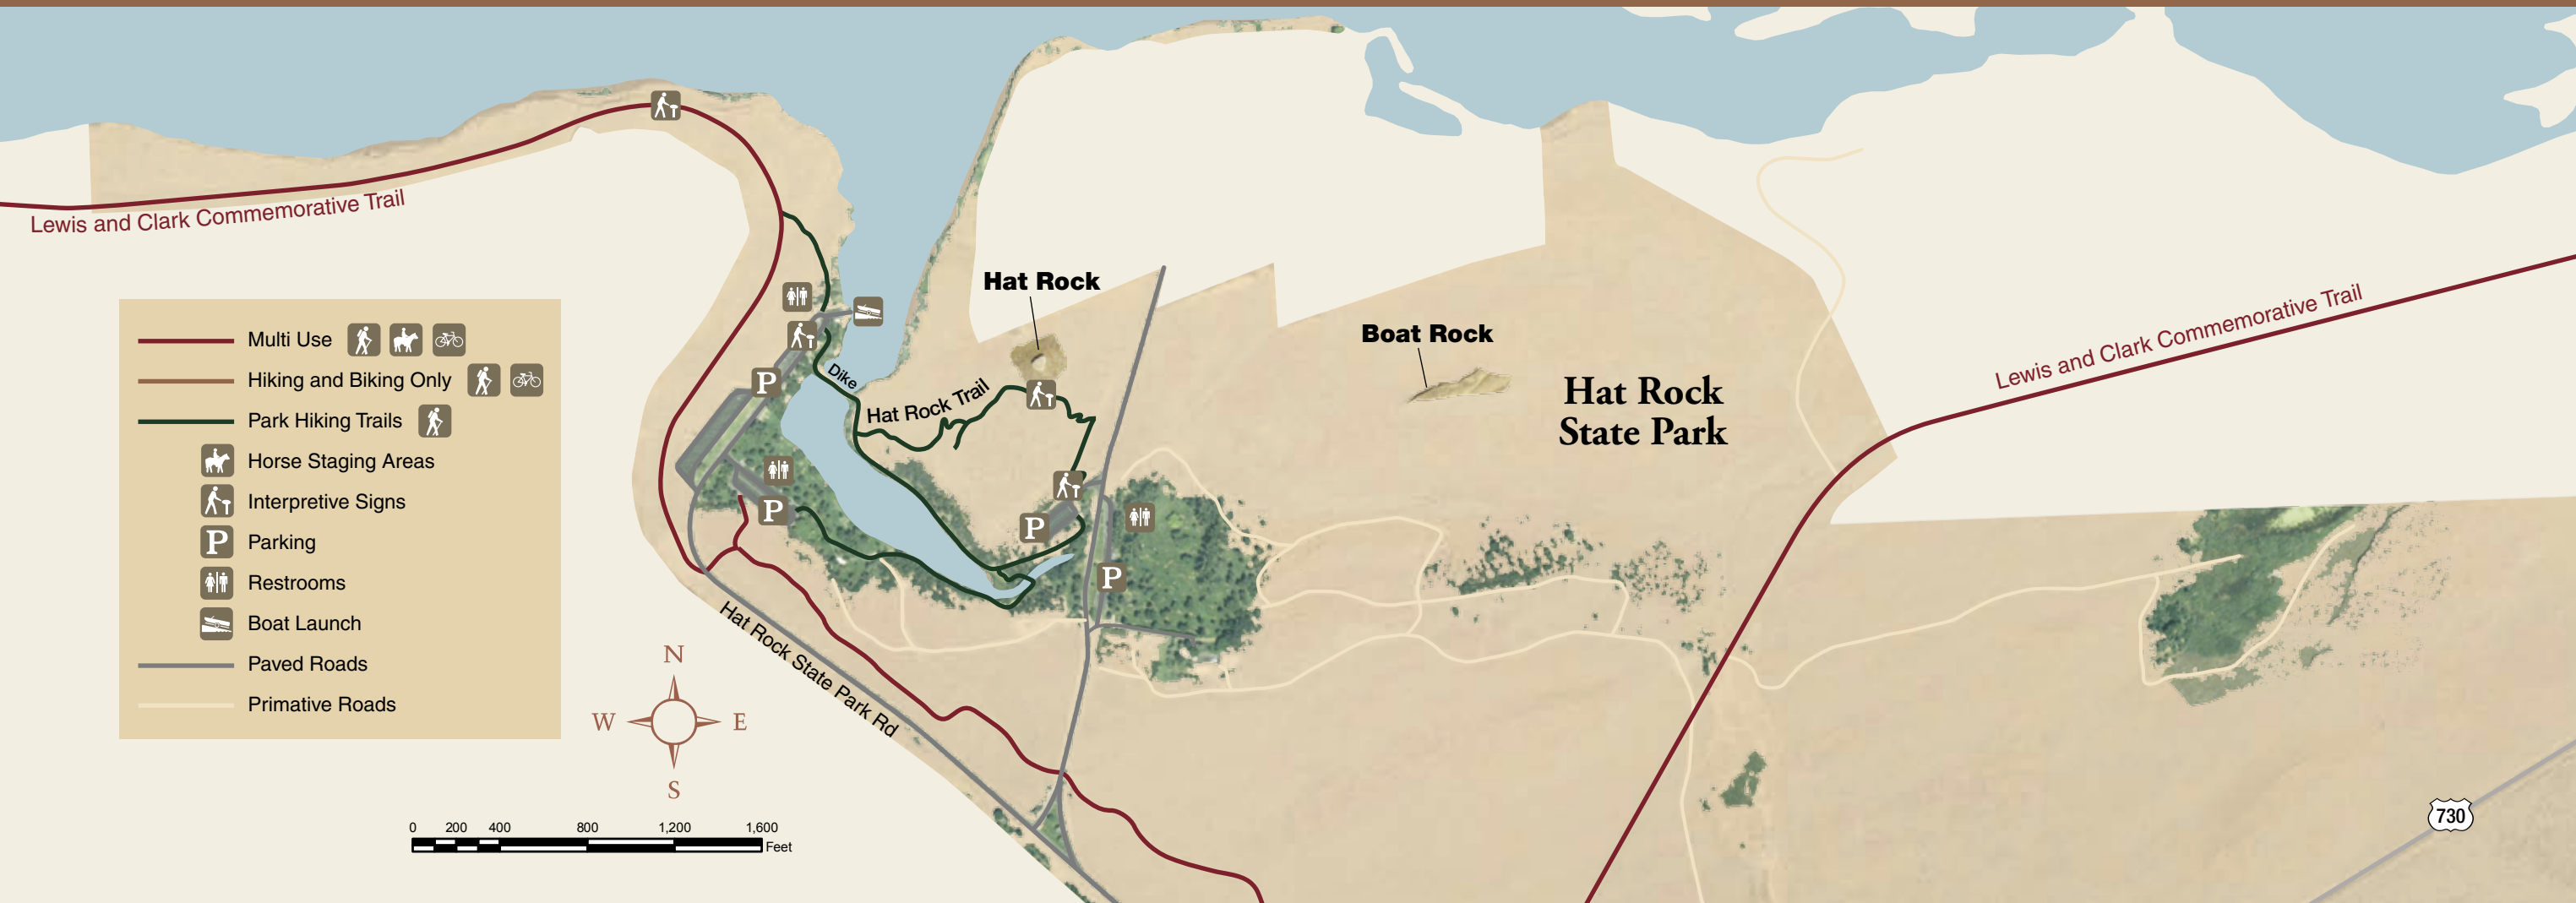 Lewis and Clark Commemorative Trail
Hat Rock
Boat Rock
Hat Rock
State Park
Lewis and Clark Commemorative Trail
Dike
Hat Rock Trail
P
P
P
P
Hat Rock State Park Rd
Multi Use
Hiking and Biking Only
Park Hiking Trails
Horse Staging Areas
Interpretive Signs
P Parking
Restrooms
Boat Launch
Paved Roads
Primative Roads
N
W E
S
0 200 400 800 1,200 1,600
Feet
730